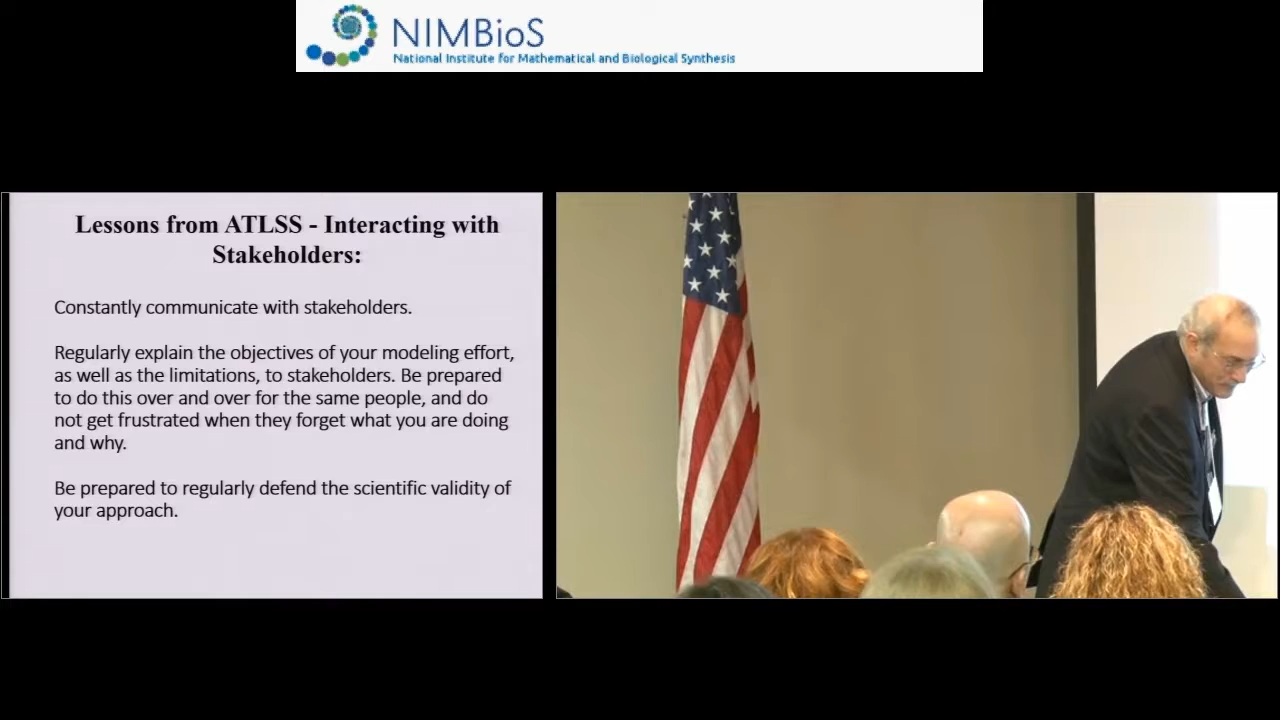 NIMBioS
National Institute for Mathematical and Biological Synthesis
Lessons from ATLSS - Interacting with
Stakeholders:
Constantly communicate with stakeholders.
Regularly explain the objectives of your modeling effort,
as well as the limitations, to stakeholders. Be prepared
to do this over and over for the same people, and do
not get frustrated when they forget what you are doing
and why.
Be prepared to regularly defend the scientific validity of
your approach.